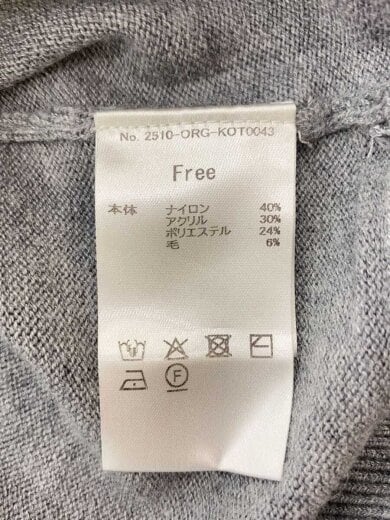 No. 2510-ORG-KOT0043
Free
本体 ナイロン 40%
アクリル 30%
ポリエステル 24%
毛 6%
F